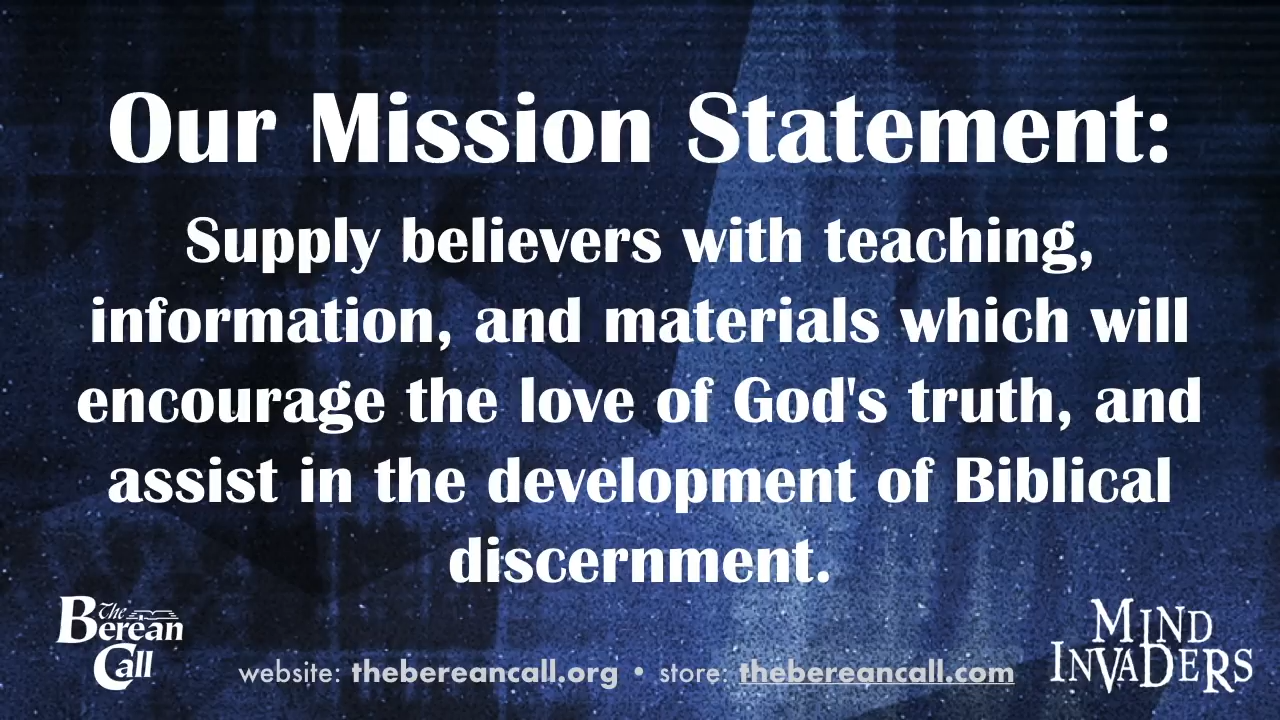 Our Mission Statement:
Supply believers with teaching,
information, and materials which will
encourage the love of God's truth, and
assist in the development of Biblical
discernment.
The
Berean
Call
website: thebereancall.org • store: thebereancall.com
MIND
INVADERS